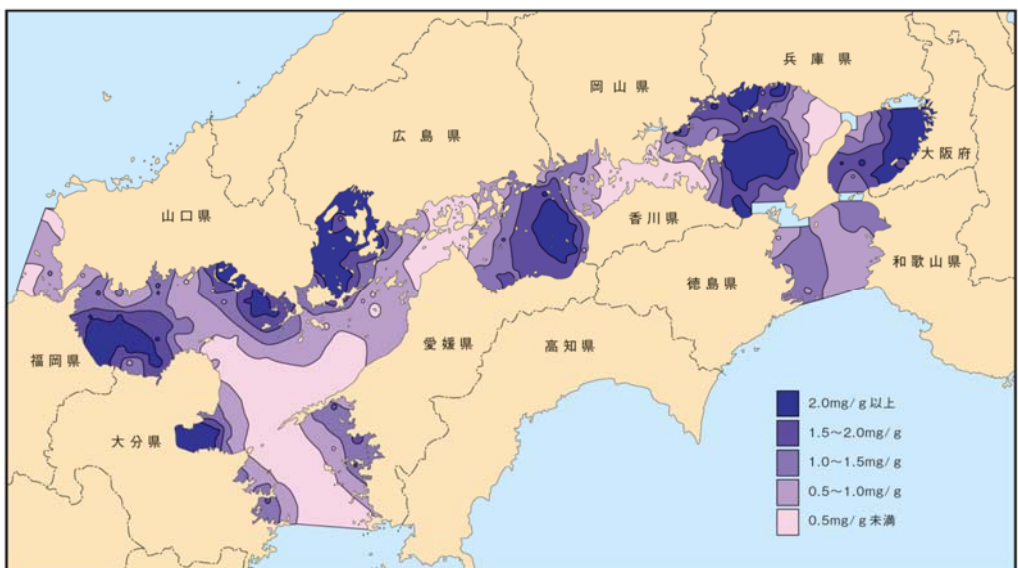 兵庫県
岡山県
広島県
大阪府
山口県
香川県
和歌山県
徳島県
愛媛県
高知県
福岡県
大分県
2.0mg/g以上
1.5〜2.0mg/g
1.0〜1.5mg/g
0.5〜1.0mg/g
0.5mg/g未満